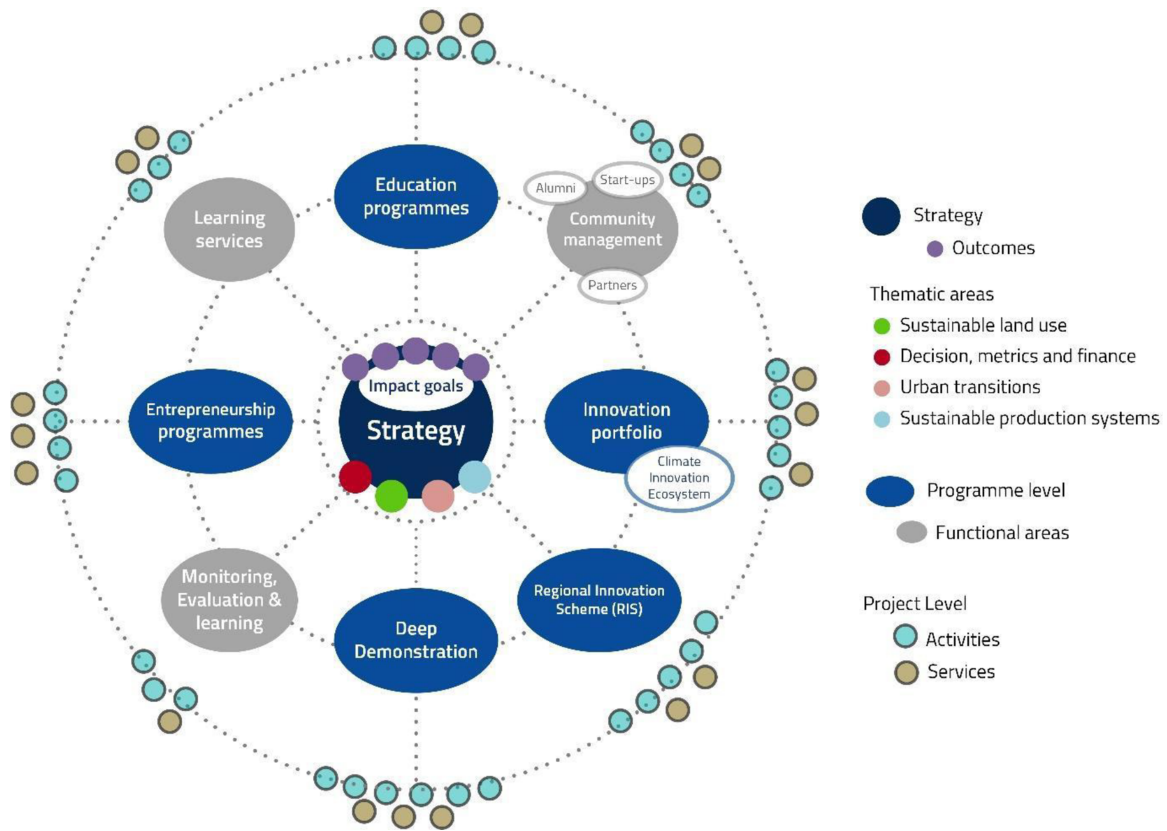 Education
programmes
Learning
services
Alumni
Start-ups
Community
management
Partners
Impact goals
Strategy
Entrepreneurship
programmes
Innovation
portfolio
Climate
Innovation
Ecosystem
Monitoring,
Evaluation &
learning
Deep
Demonstration
Regional Innovation
Scheme (RIS)
Strategy
Outcomes
Thematic areas
Sustainable land use
Decision, metrics and finance
Urban transitions
Sustainable production systems
Programme level
Functional areas
Project Level
Activities
Services